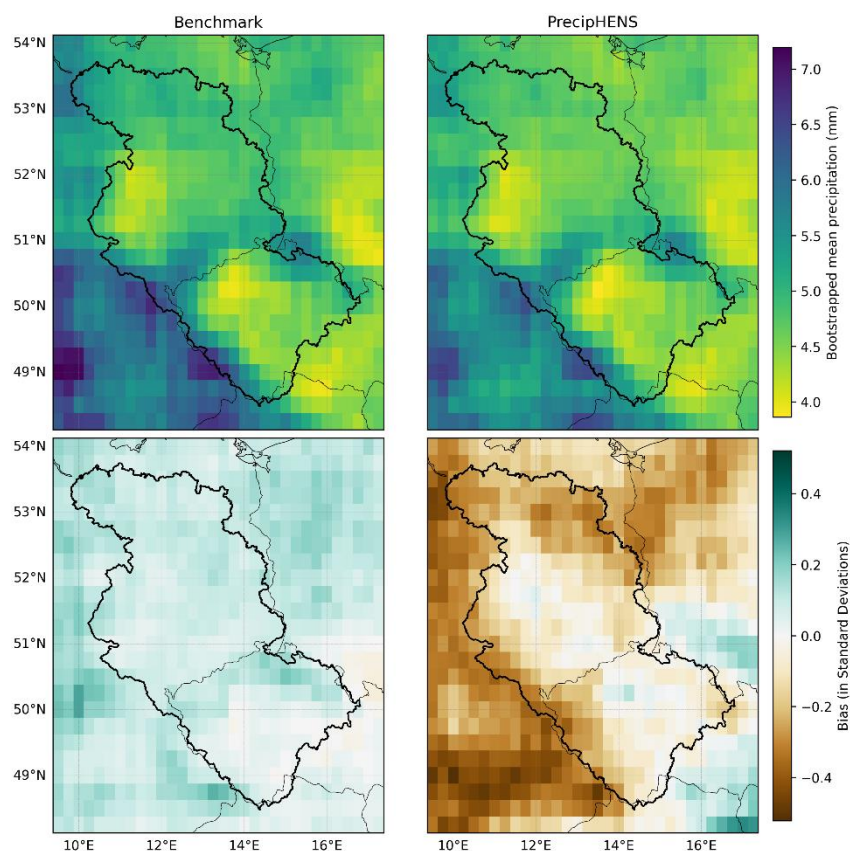 Benchmark
PrecipHENS
54°N
53°N
52°N
51°N
50°N
49°N
7.0
6.5
6.0
5.5
5.0
4.5
4.0
Bootstrapped mean precipitation (mm)
54°N
53°N
52°N
51°N
50°N
49°N
10°E
12°E
14°E
16°E
10°E
12°E
14°E
16°E
0.4
0.2
0.0
−0.2
−0.4
Bias (in Standard Deviations)